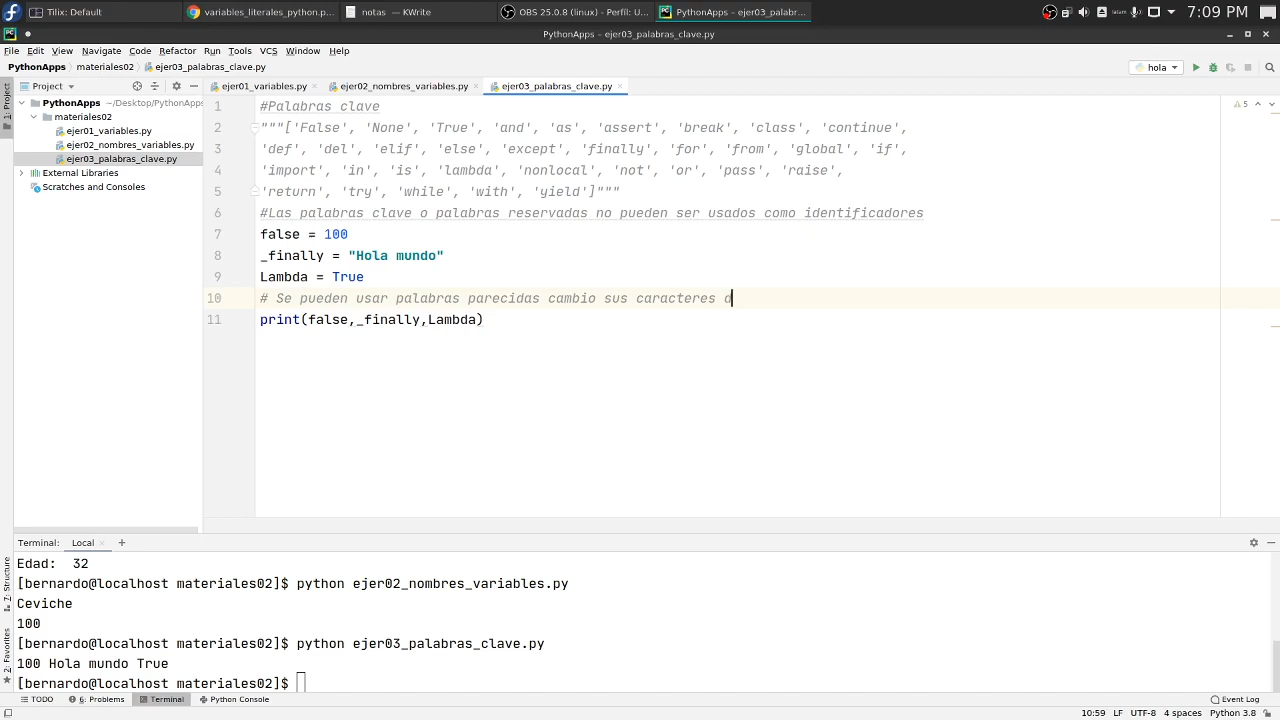 Tilix: Default
variables_literales_python.p...
notas — KWrite
OBS 25.0.8 (linux) - Perfil: U...
PythonApps – ejer03_palabr...
7:09 PM
PythonApps – ejer03_palabras_clave.py
File Edit View Navigate Code Refactor Run Tools VCS Window Help
PythonApps materiales02 ejer03_palabras_clave.py
hola
1: Project
Project
ejer01_variables.py
ejer02_nombres_variables.py
ejer03_palabras_clave.py
PythonApps ~/Desktop/PythonApps
materiales02
ejer01_variables.py
ejer02_nombres_variables.py
ejer03_palabras_clave.py
External Libraries
Scratches and Consoles
5
1 #Palabras clave
2 """['False', 'None', 'True', 'and', 'as', 'assert', 'break', 'class', 'continue',
3 'def', 'del', 'elif', 'else', 'except', 'finally', 'for', 'from', 'global', 'if',
4 'import', 'in', 'is', 'lambda', 'nonlocal', 'not', 'or', 'pass', 'raise',
5 'return', 'try', 'while', 'with', 'yield']"""
6 #Las palabras clave o palabras reservadas no pueden ser usados como identificadores
7 false = 100
8 _finally = "Hola mundo"
9 Lambda = True
10 # Se pueden usar palabras parecidas cambio sus caracteres d
11 print(false,_finally,Lambda)
7: Structure
2: Favorites
Terminal: Local
Edad:  32
[bernardo@localhost materiales02]$ python ejer02_nombres_variables.py
Ceviche
100
[bernardo@localhost materiales02]$ python ejer03_palabras_clave.py
100 Hola mundo True
[bernardo@localhost materiales02]$
TODO 6: Problems Terminal Python Console Event Log
10:59 LF UTF-8 4 spaces Python 3.8